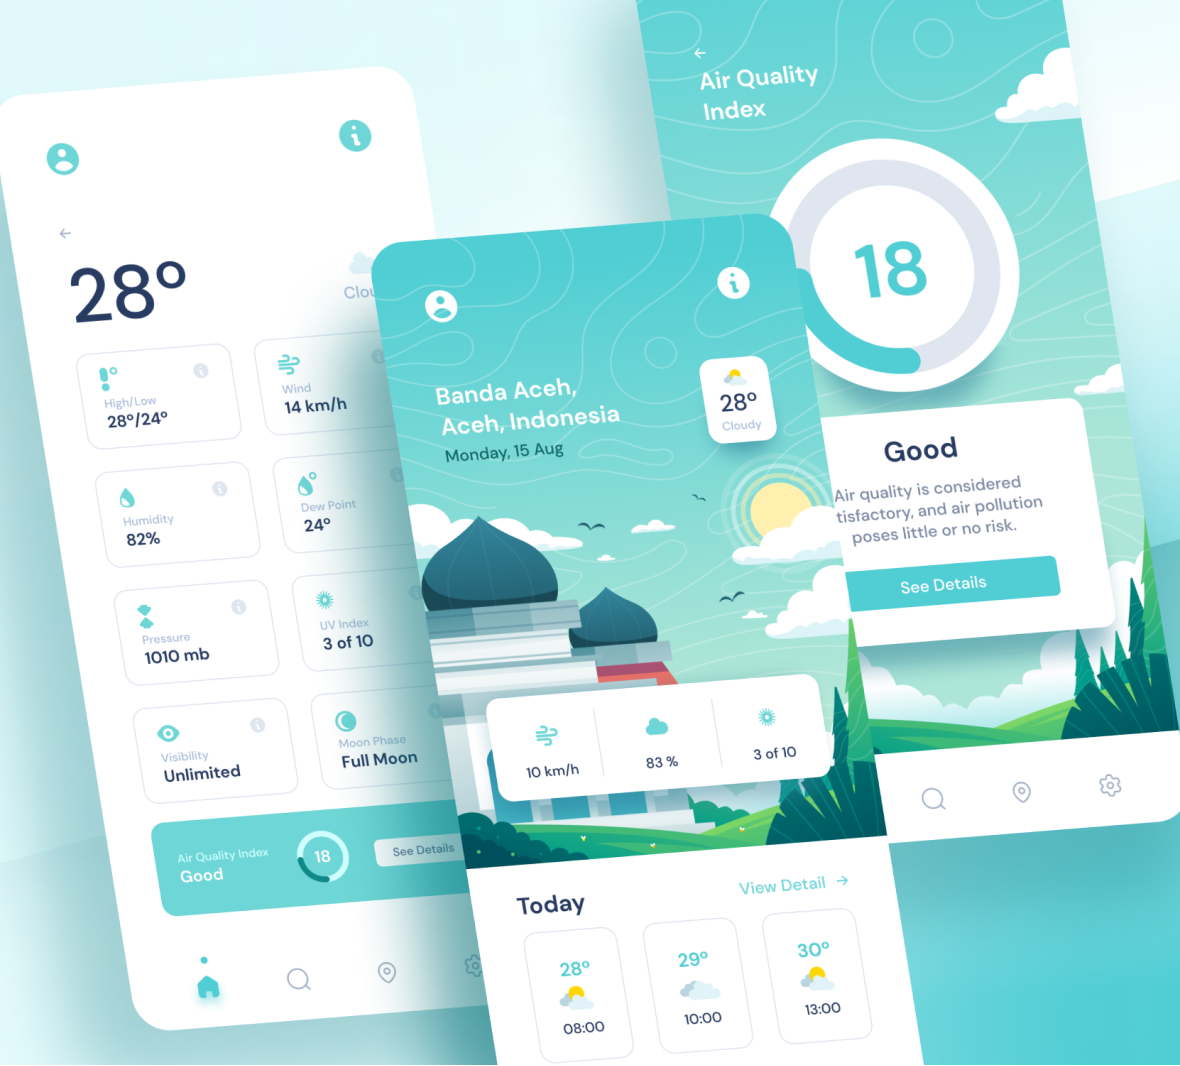 28°
High/Low
28°/24°
Wind
14 km/h
Humidity
82%
Dew Point
24°
Pressure
1010 mb
UV Index
3 of 10
Visibility
Unlimited
Moon Phase
Full Moon
Air Quality Index
Good
18
See Details
Banda Aceh,
Aceh, Indonesia
Monday, 15 Aug
28°
Cloudy
10 km/h
83 %
3 of 10
Today
View Detail
28°
08:00
29°
10:00
30°
13:00
Air Quality
Index
18
Good
Air quality is considered
and air pollution
poses little or no risk.
See Details